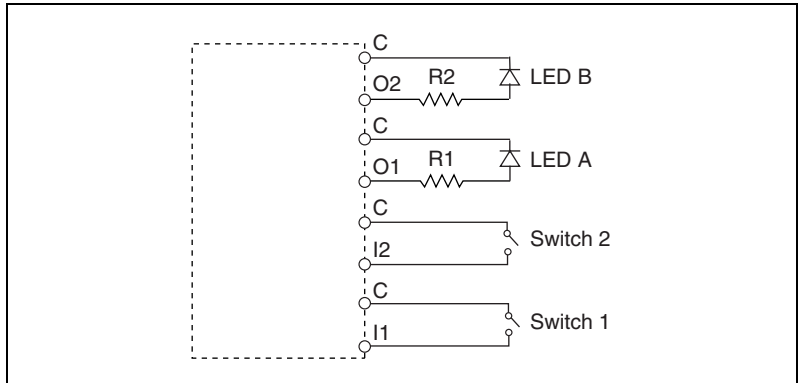 C
O2 R2 LED B
C
O1 R1 LED A
C
I2 Switch 2
C
I1 Switch 1